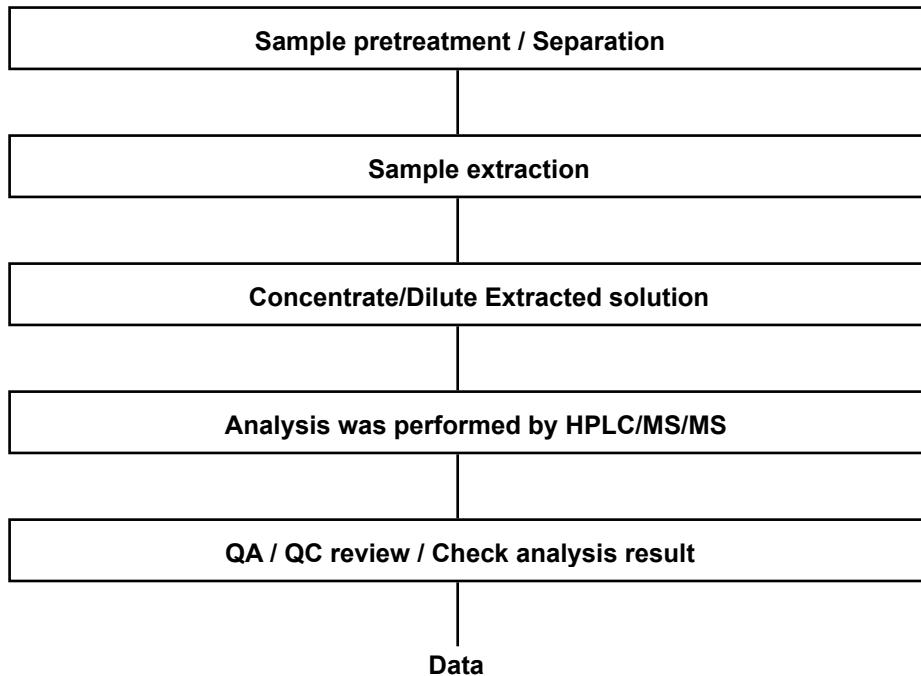 Sample pretreatment / Separation
Sample extraction
Concentrate/Dilute Extracted solution
Analysis was performed by HPLC/MS/MS
QA / QC review / Check analysis result
Data